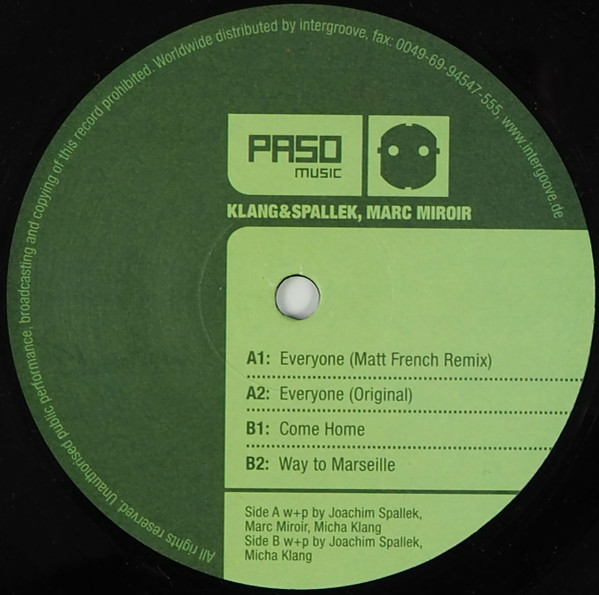 All rights reserved. Unauthorised public performance, broadcasting and copying of this record prohibited. Worldwide distributed by intergroove, fax: 0049-69-94547-555, www.intergroove.de
PASO
MUSIC
KLANG&SPALLEK, MARC MIROIR
A1: Everyone (Matt French Remix)
A2: Everyone (Original)
B1: Come Home
B2: Way to Marseille
Side A w+p by Joachim Spallek,
Marc Miroir, Micha Klang
Side B w+p by Joachim Spallek,
Micha Klang